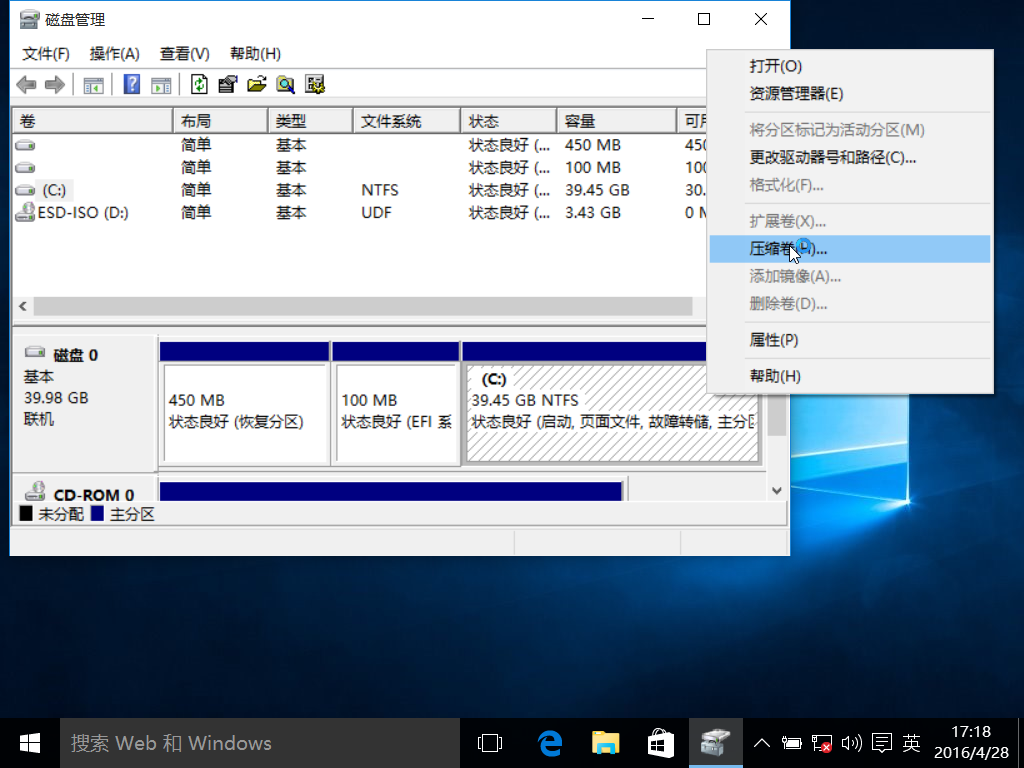 磁盘管理
文件(F) 操作(A) 查看(V) 帮助(H)
卷 布局 类型 文件系统 状态 容量
简单 基本 状态良好 (... 450 MB
简单 基本 状态良好 (... 100 MB
(C:) 简单 基本 NTFS 状态良好 (... 39.45 GB 30.
ESD-ISO (D:) 简单 基本 UDF 状态良好 (... 3.43 GB
磁盘 0
基本
39.98 GB
联机
450 MB
状态良好 (恢复分区)
100 MB
状态良好 (EFI 系
(C:)
39.45 GB NTFS
状态良好 (启动, 页面文件, 故障转储, 主分区
CD-ROM 0
未分配 主分区
打开(O)
资源管理器(E)
将分区标记为活动分区(M)
更改驱动器号和路径(C)...
格式化(F)...
扩展卷(X)...
压缩卷
添加镜像(A)...
删除卷(D)...
属性(P)
帮助(H)
搜索 Web 和 Windows
英
17:18
2016/4/28